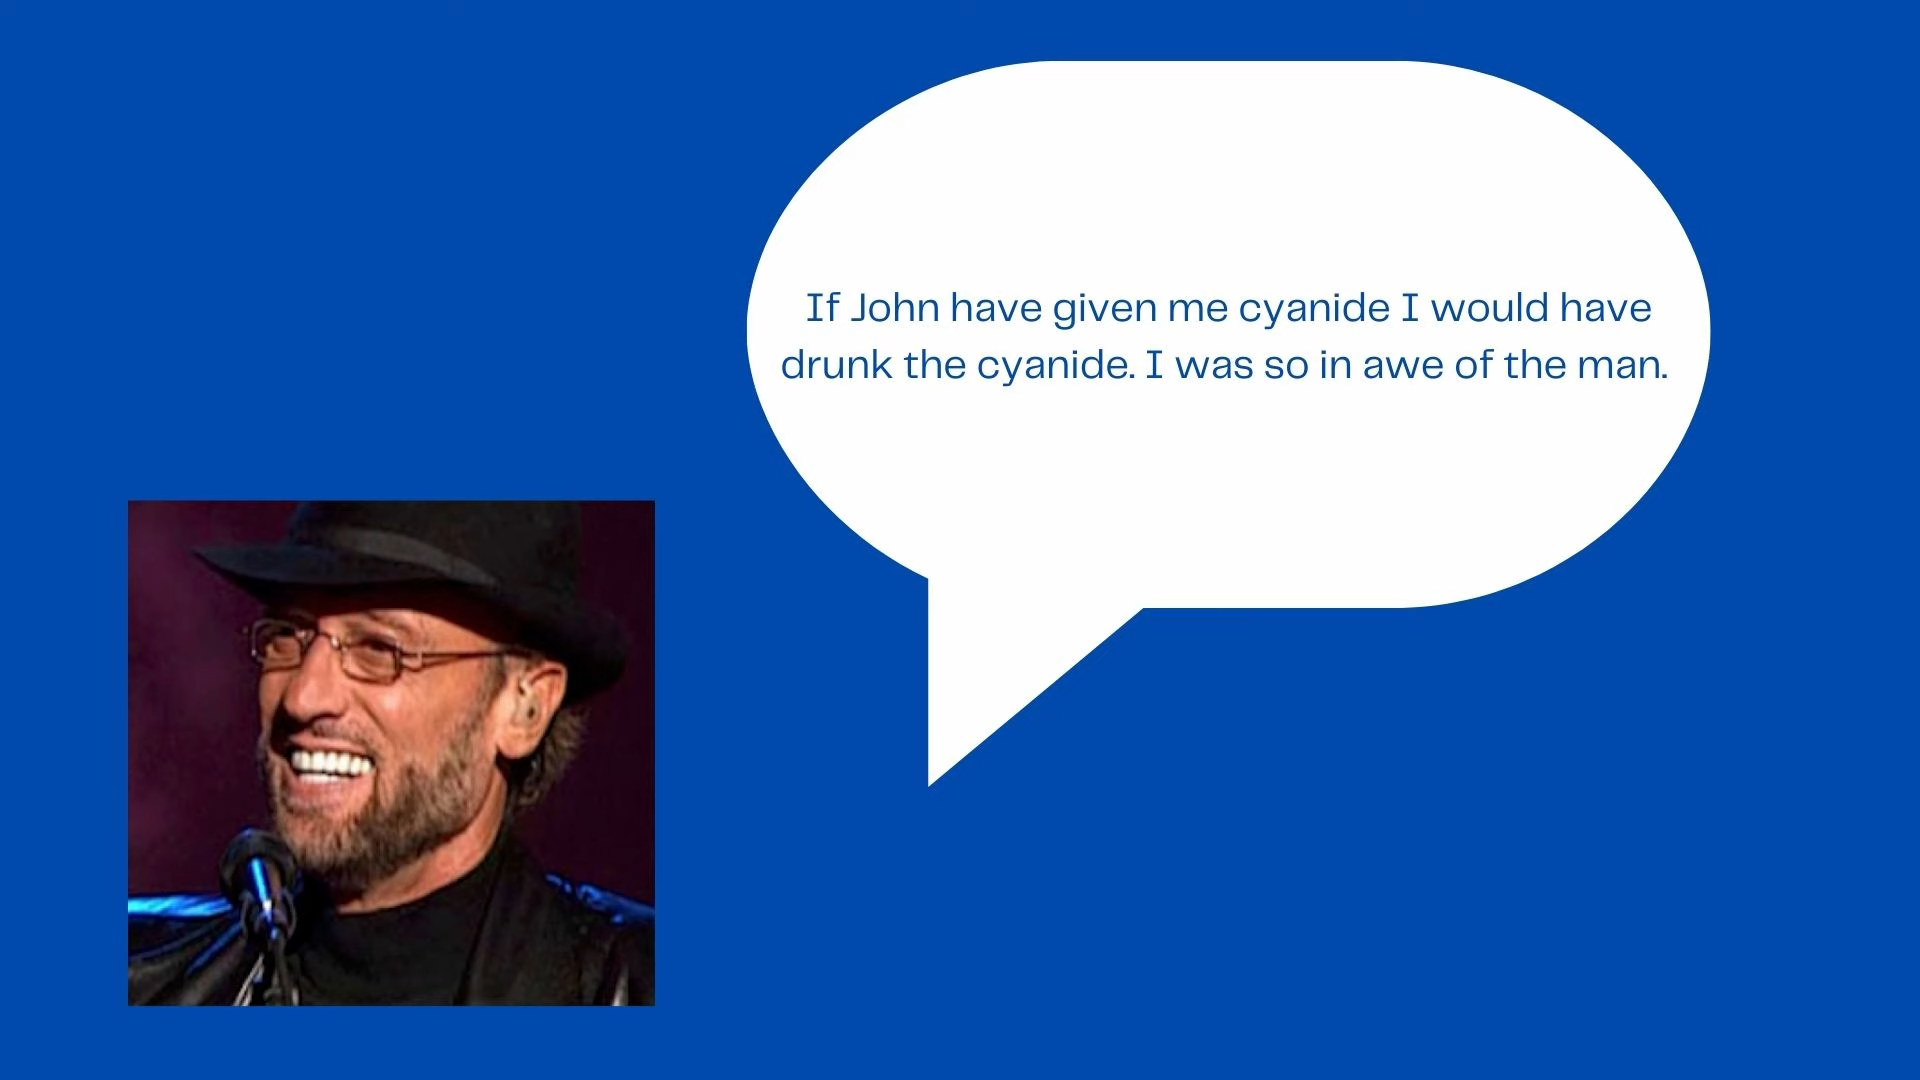 If John have given me cyanide I would have
drunk the cyanide. I was so in awe of the man.